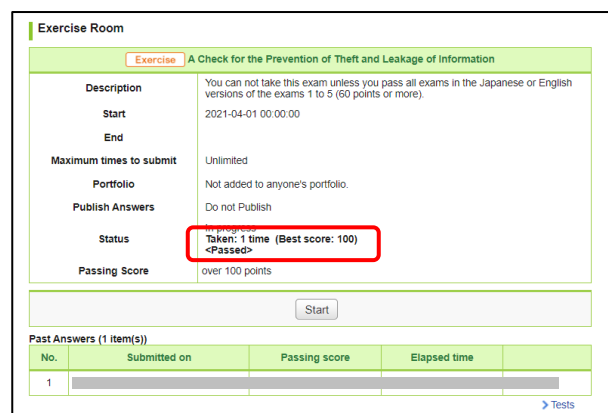 Exercise Room
Exercise A Check for the Prevention of Theft and Leakage of Information
Description You can not take this exam unless you pass all exams in the Japanese or English
versions of the exams 1 to 5 (60 points or more).
Start 2021-04-01 00:00:00
End
Maximum times to submit Unlimited
Portfolio Not added to anyone's portfolio.
Publish Answers Do not Publish
In progress
Status Taken: 1 time (Best score: 100)
<Passed>
Passing Score over 100 points
Start
Past Answers (1 item(s))
No. Submitted on Passing score Elapsed time
1
Tests